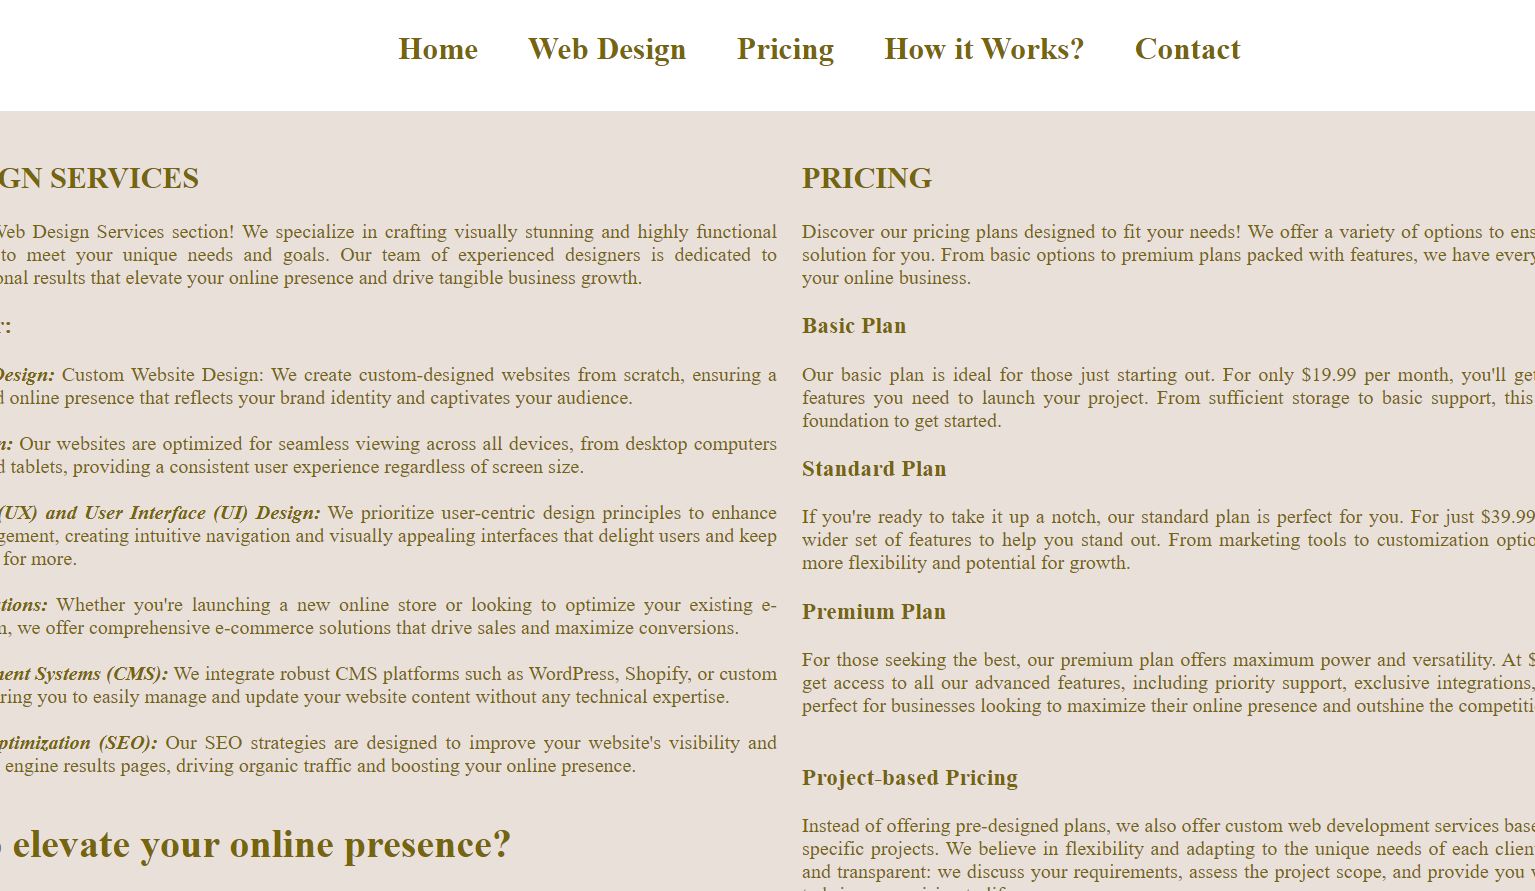 Home Web Design Pricing How it Works? Contact
GN SERVICES
Web Design Services section! We specialize in crafting visually stunning and highly functional
to meet your unique needs and goals. Our team of experienced designers is dedicated to
onal results that elevate your online presence and drive tangible business growth.
r:
Design: Custom Website Design: We create custom-designed websites from scratch, ensuring a
d online presence that reflects your brand identity and captivates your audience.
n: Our websites are optimized for seamless viewing across all devices, from desktop computers
d tablets, providing a consistent user experience regardless of screen size.
(UX) and User Interface (UI) Design: We prioritize user-centric design principles to enhance
gement, creating intuitive navigation and visually appealing interfaces that delight users and keep
for more.
tions: Whether you're launching a new online store or looking to optimize your existing e-
n, we offer comprehensive e-commerce solutions that drive sales and maximize conversions.
ment Systems (CMS): We integrate robust CMS platforms such as WordPress, Shopify, or custom
ring you to easily manage and update your website content without any technical expertise.
ptimization (SEO): Our SEO strategies are designed to improve your website's visibility and
engine results pages, driving organic traffic and boosting your online presence.
elevate your online presence?
PRICING
Discover our pricing plans designed to fit your needs! We offer a variety of options to ens
solution for you. From basic options to premium plans packed with features, we have every
your online business.
Basic Plan
Our basic plan is ideal for those just starting out. For only $19.99 per month, you'll get
features you need to launch your project. From sufficient storage to basic support, this
foundation to get started.
Standard Plan
If you're ready to take it up a notch, our standard plan is perfect for you. For just $39.99
wider set of features to help you stand out. From marketing tools to customization optio
more flexibility and potential for growth.
Premium Plan
For those seeking the best, our premium plan offers maximum power and versatility. At $
get access to all our advanced features, including priority support, exclusive integrations,
perfect for businesses looking to maximize their online presence and outshine the competiti
Project-based Pricing
Instead of offering pre-designed plans, we also offer custom web development services base
specific projects. We believe in flexibility and adapting to the unique needs of each clien
and transparent: we discuss your requirements, assess the project scope, and provide you